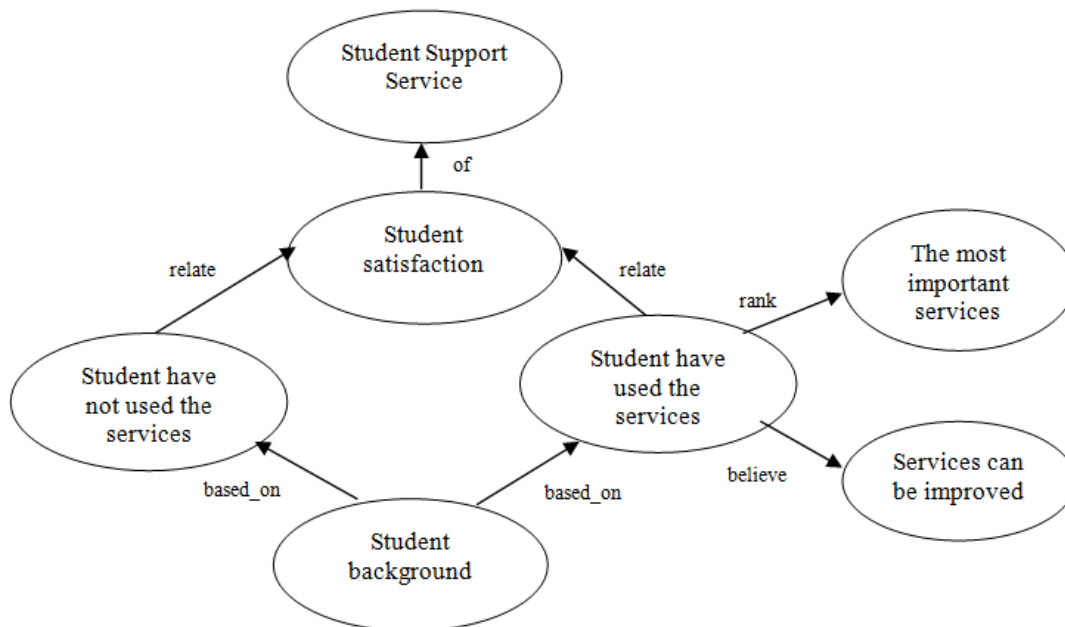 Student Support
Service
of
Student
satisfaction
relate
relate
The most
important
services
rank
Student have
not used the
services
Student have
used the
services
believe
Services can
be improved
based_on
based_on
Student
background